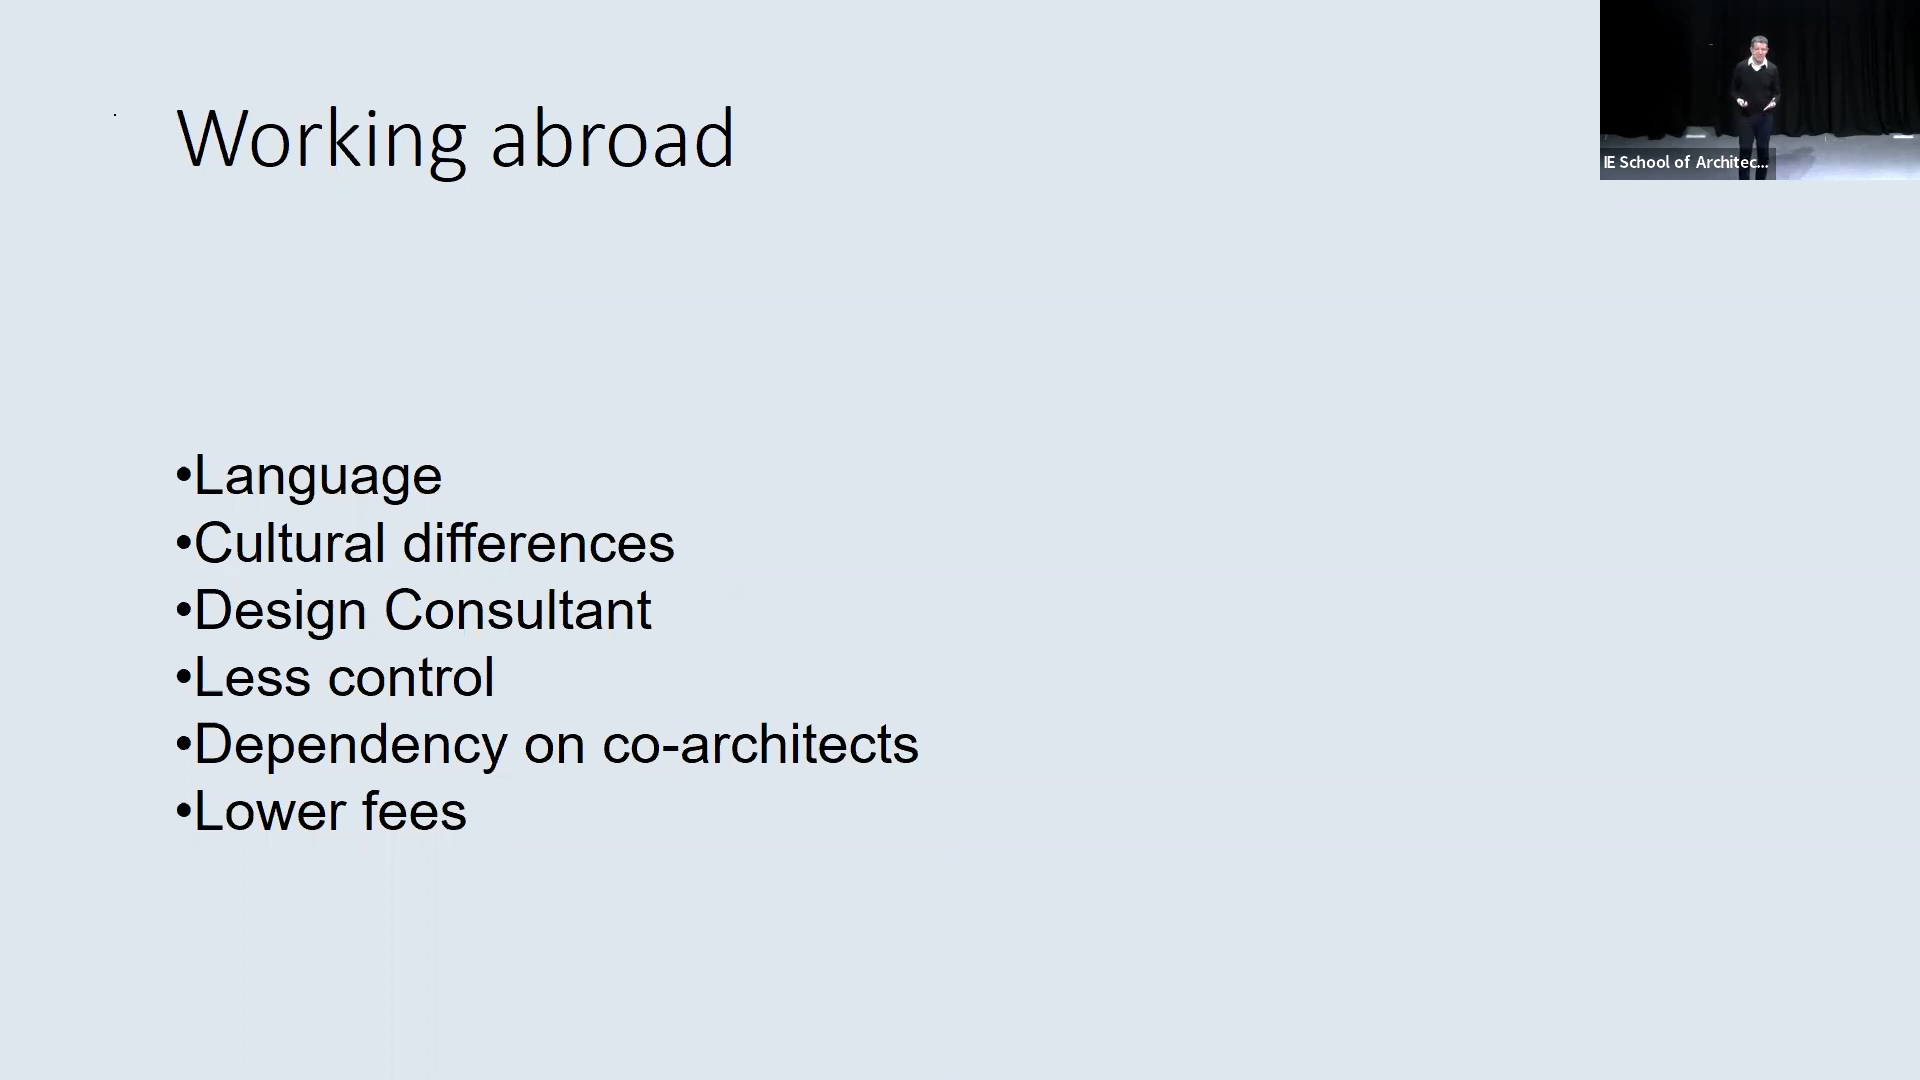 Working abroad
IE School of Architec...
•Language
•Cultural differences
•Design Consultant
•Less control
•Dependency on co-architects
•Lower fees